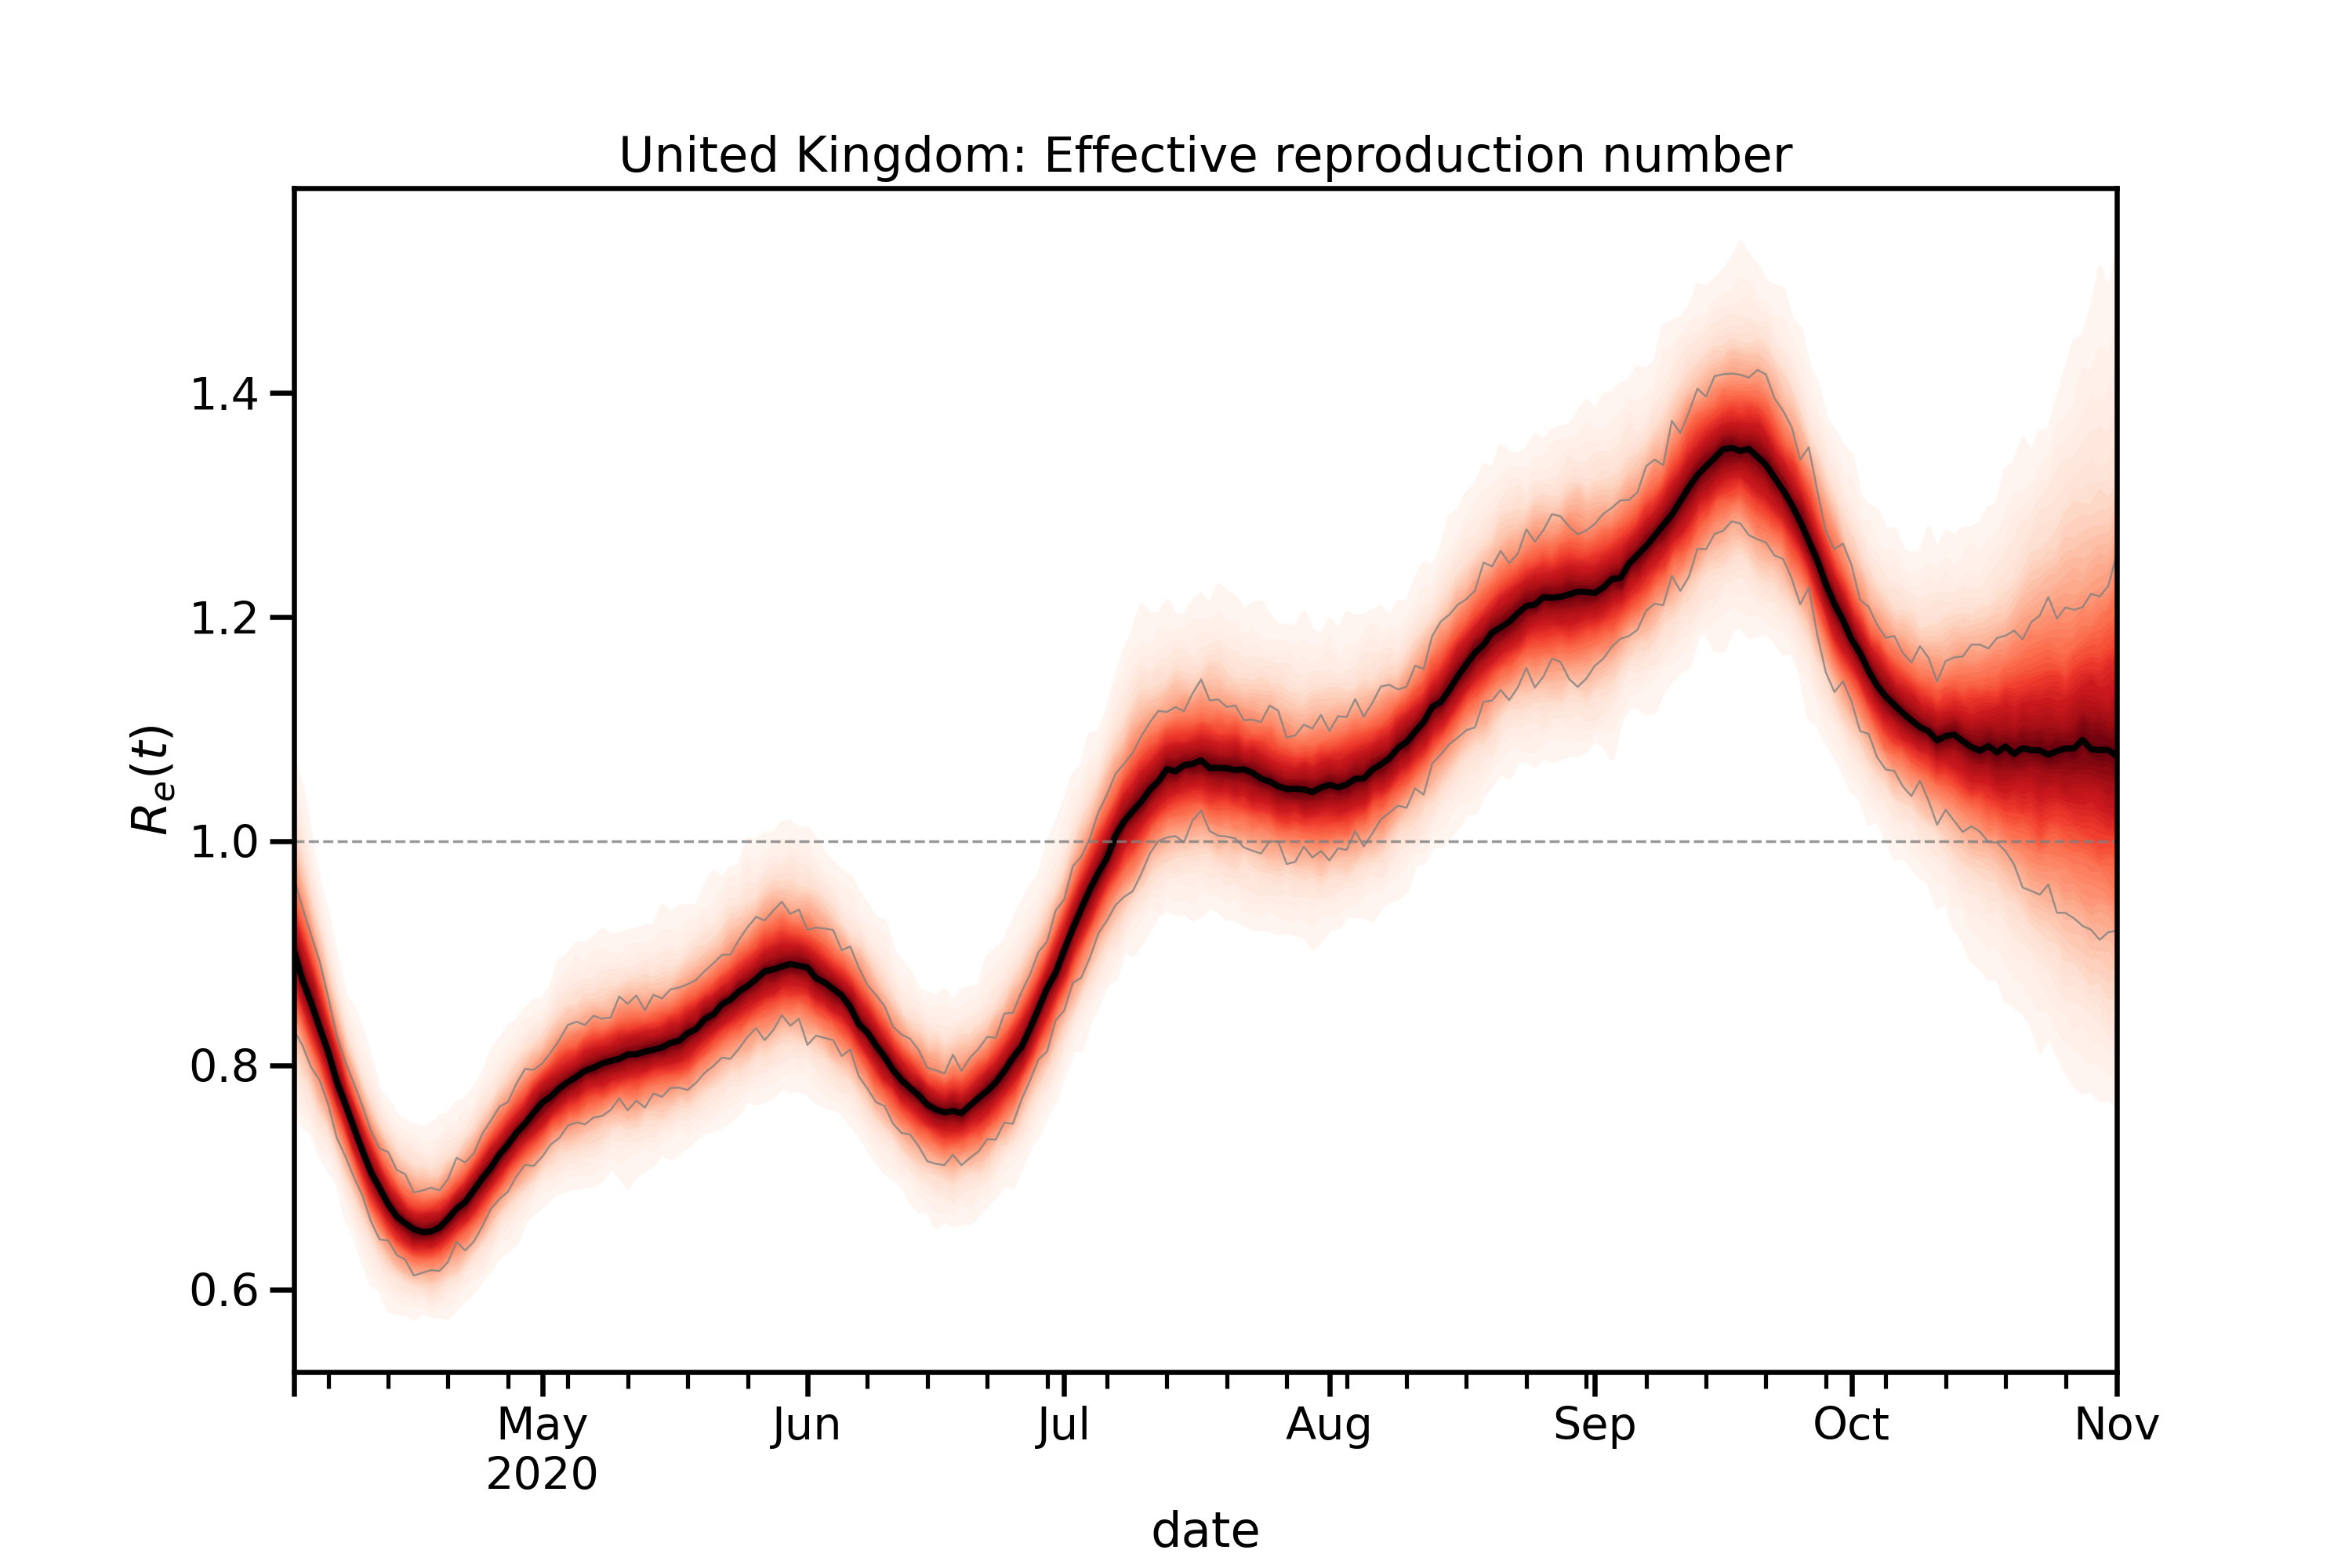 United Kingdom: Effective reproduction number
1.4
1.2
1.0
0.8
0.6
Rₑ(t)
May Jun Jul Aug Sep Oct Nov
2020
date